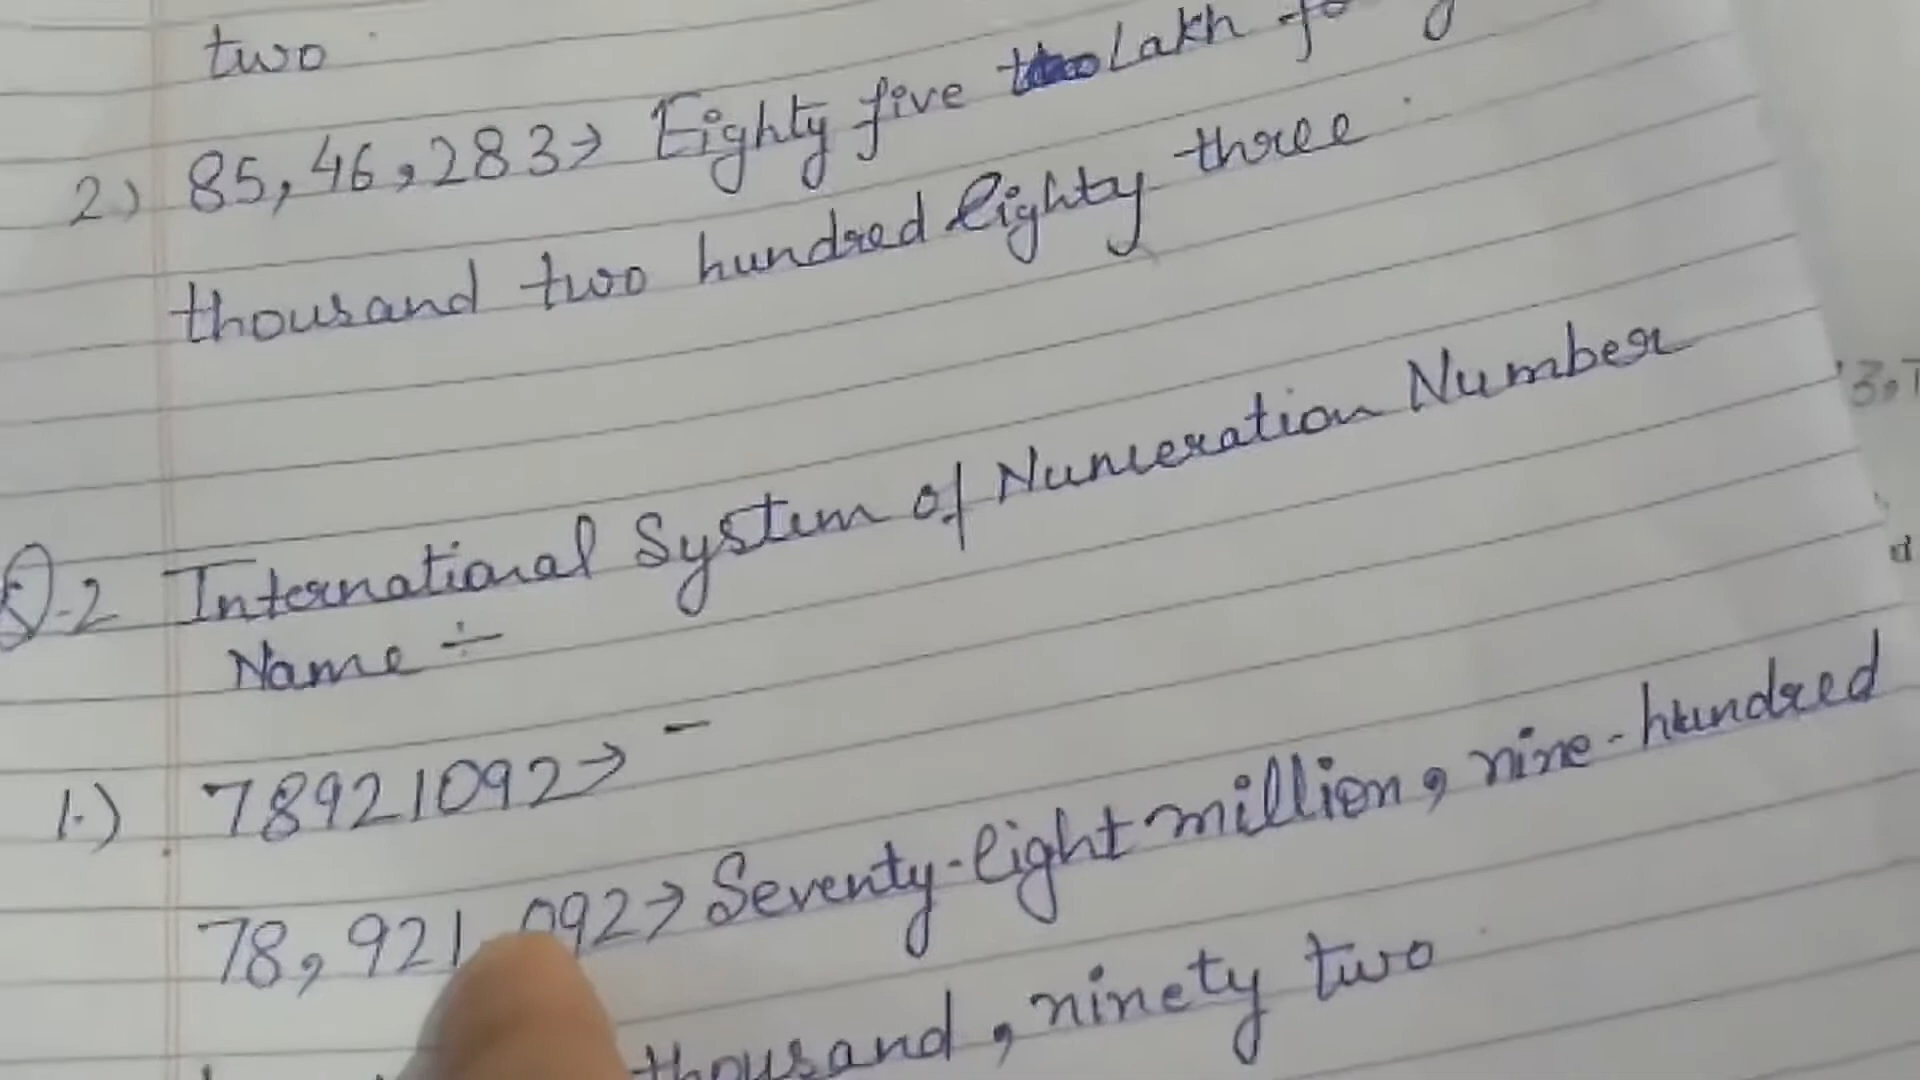 two
2) 85,46,283→ Eighty five Lakh
thousand two hundred Eighty three
Q-2 International System of Numeration Number
Name ÷
1.) 78921092→ -
78,921 092→ Seventy-eight million, nine-hundred
thousand, ninety two